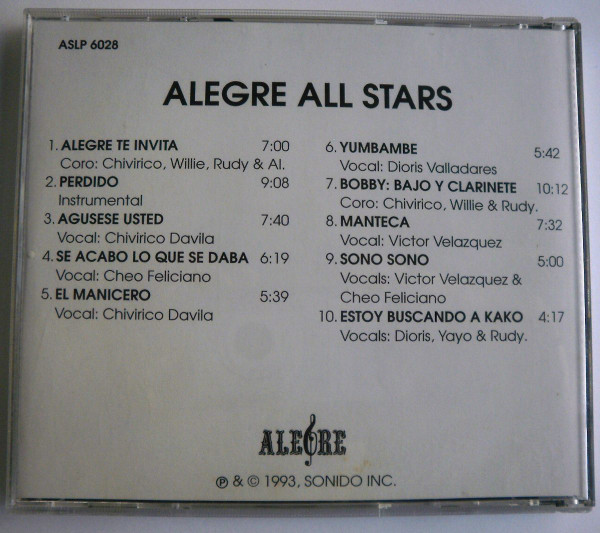 ASLP 6028
ALEGRE ALL STARS
1. ALEGRE TE INVITA 7:00
Coro: Chivirico, Willie, Rudy & Al.
2. PERDIDO 9:08
Instrumental
3. AGUSESE USTED 7:40
Vocal: Chivirico Davila
4. SE ACABO LO QUE SE DABA 6:19
Vocal: Cheo Feliciano
5. EL MANICERO 5:39
Vocal: Chivirico Davila
6. YUMBAMBE 5:42
Vocal: Dioris Valladares
7. BOBBY: BAJO Y CLARINETE 10:12
Coro: Chivirico, Willie & Rudy.
8. MANTECA 7:32
Vocal: Victor Velazquez
9. SONO SONO 5:00
Vocals: Victor Velazquez &
Cheo Feliciano
10. ESTOY BUSCANDO A KAKO 4:17
Vocals: Dioris, Yayo & Rudy.
ALEGRE
℗ & © 1993, SONIDO INC.